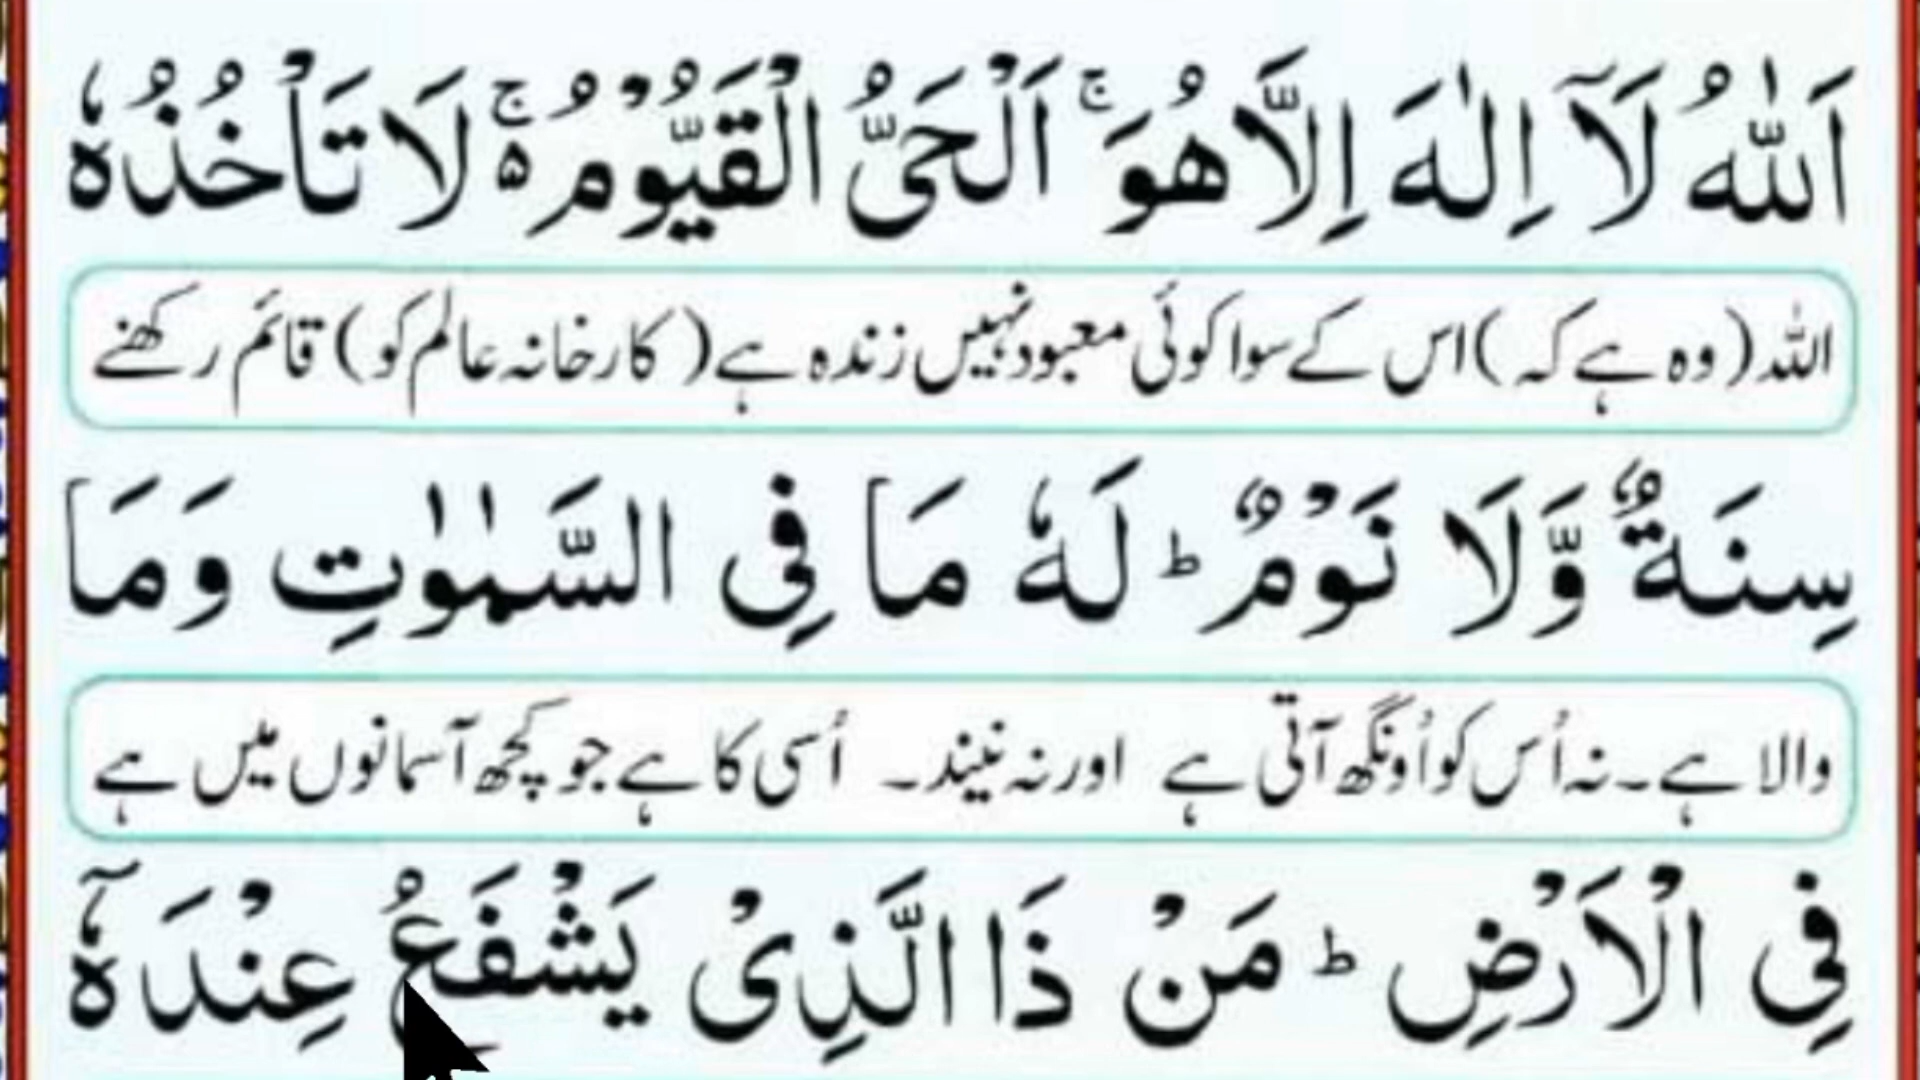 اَللّٰهُ لَاۤ اِلٰهَ اِلَّا هُوَۚ اَلْحَیُّ الْقَیُّوْمُ۬ۚ لَا تَاْخُذُهٗ
اللہ (وہ ہے کہ) اس کے سوا کوئی معبود نہیں زندہ ہے (کارخانہ عالم کو) قائم رکھنے
سِنَةٌ وَّلَا نَوْمٌؕ لَهٗ مَا فِی السَّمٰوٰتِ وَمَا
والا ہے۔ نہ اُس کو اُونگھ آتی ہے اور نہ نیند۔ اُسی کا ہے جو کچھ آسمانوں میں ہے
فِی الْاَرْضِؕ مَنْ ذَا الَّذِیْ یَشْفَعُ عِنْدَهٗۤ